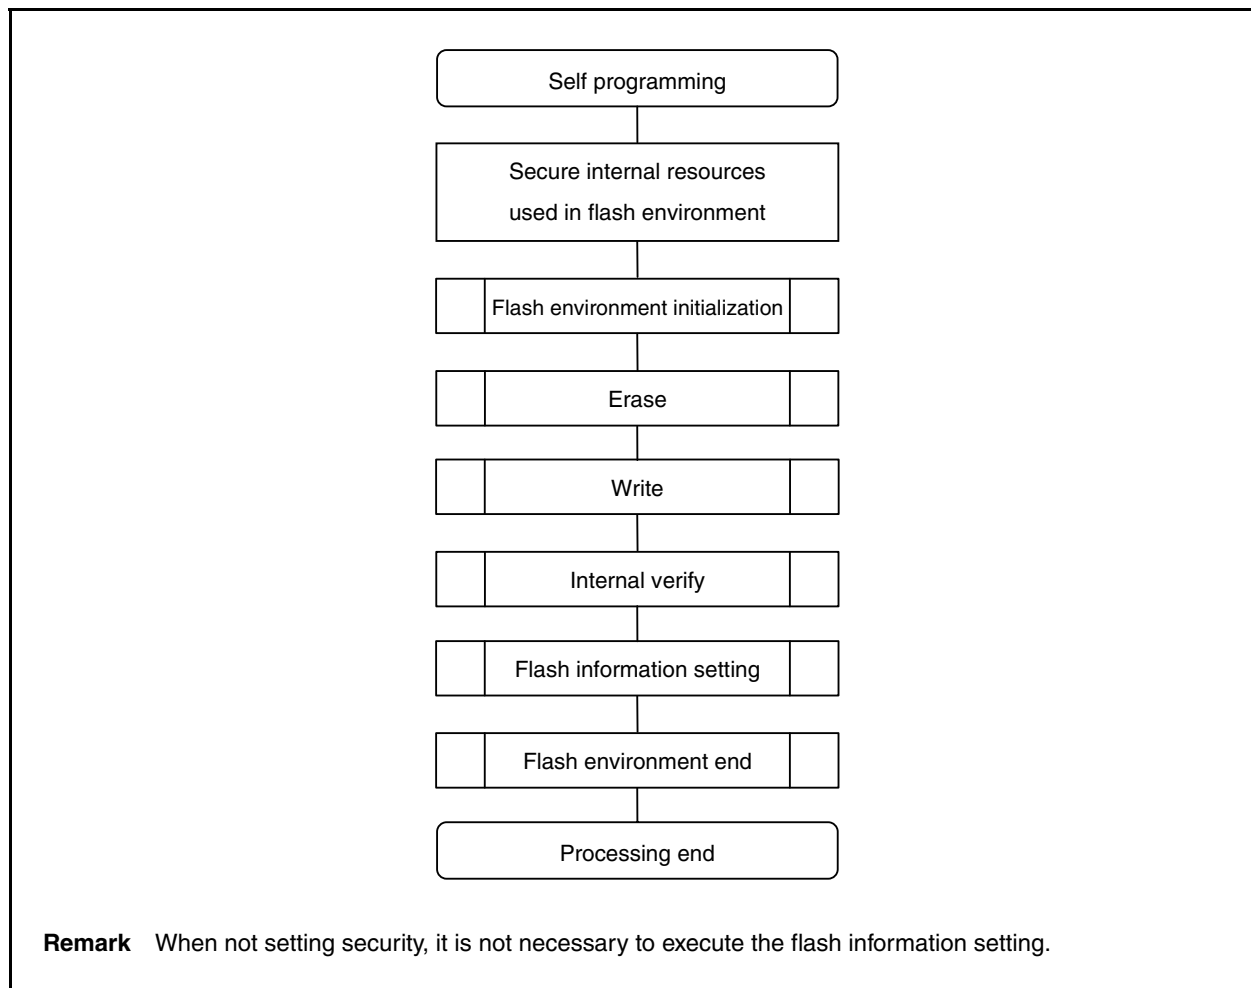 Self programming
Secure internal resources
used in flash environment
Flash environment initialization
Erase
Write
Internal verify
Flash information setting
Flash environment end
Processing end
Remark When not setting security, it is not necessary to execute the flash information setting.